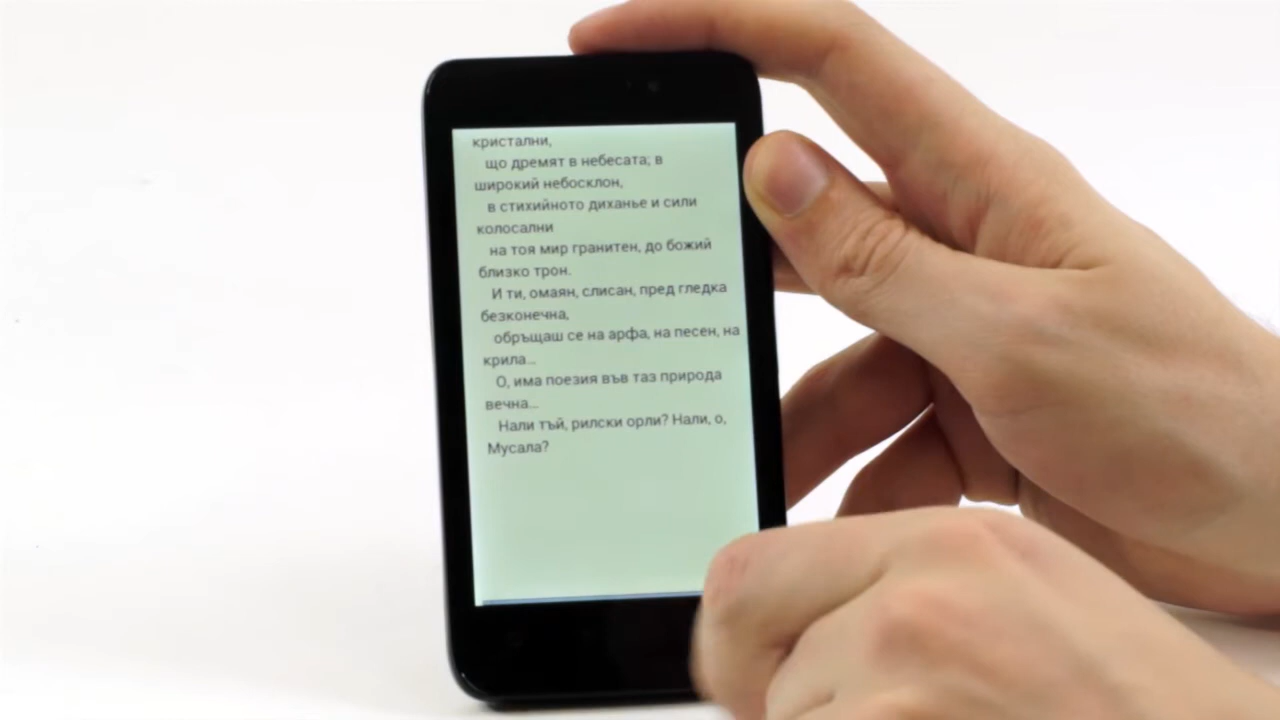 кристални,
що дремят в небесата; в
широкий небосклон,
в стихийното диханье и сили
колосални
на тоя мир гранитен, до божий
близко трон.
И ти, омаян, слисан, пред гледка
безконечна,
обръщаш се на арфа, на песен, на
крила...
О, има поезия във таз природа
вечна...
Нали тъй, рилски орли? Нали, о,
Мусала?